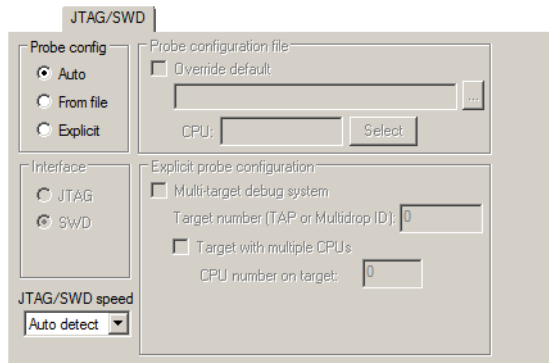 JTAG/SWD
Probe config
Auto
From file
Explicit
Probe configuration file
Override default
...
CPU:
Select
Interface
JTAG
SWD
Explicit probe configuration
Multi-target debug system
Target number (TAP or Multidrop ID): 0
Target with multiple CPUs
CPU number on target: 0
JTAG/SWD speed
Auto detect